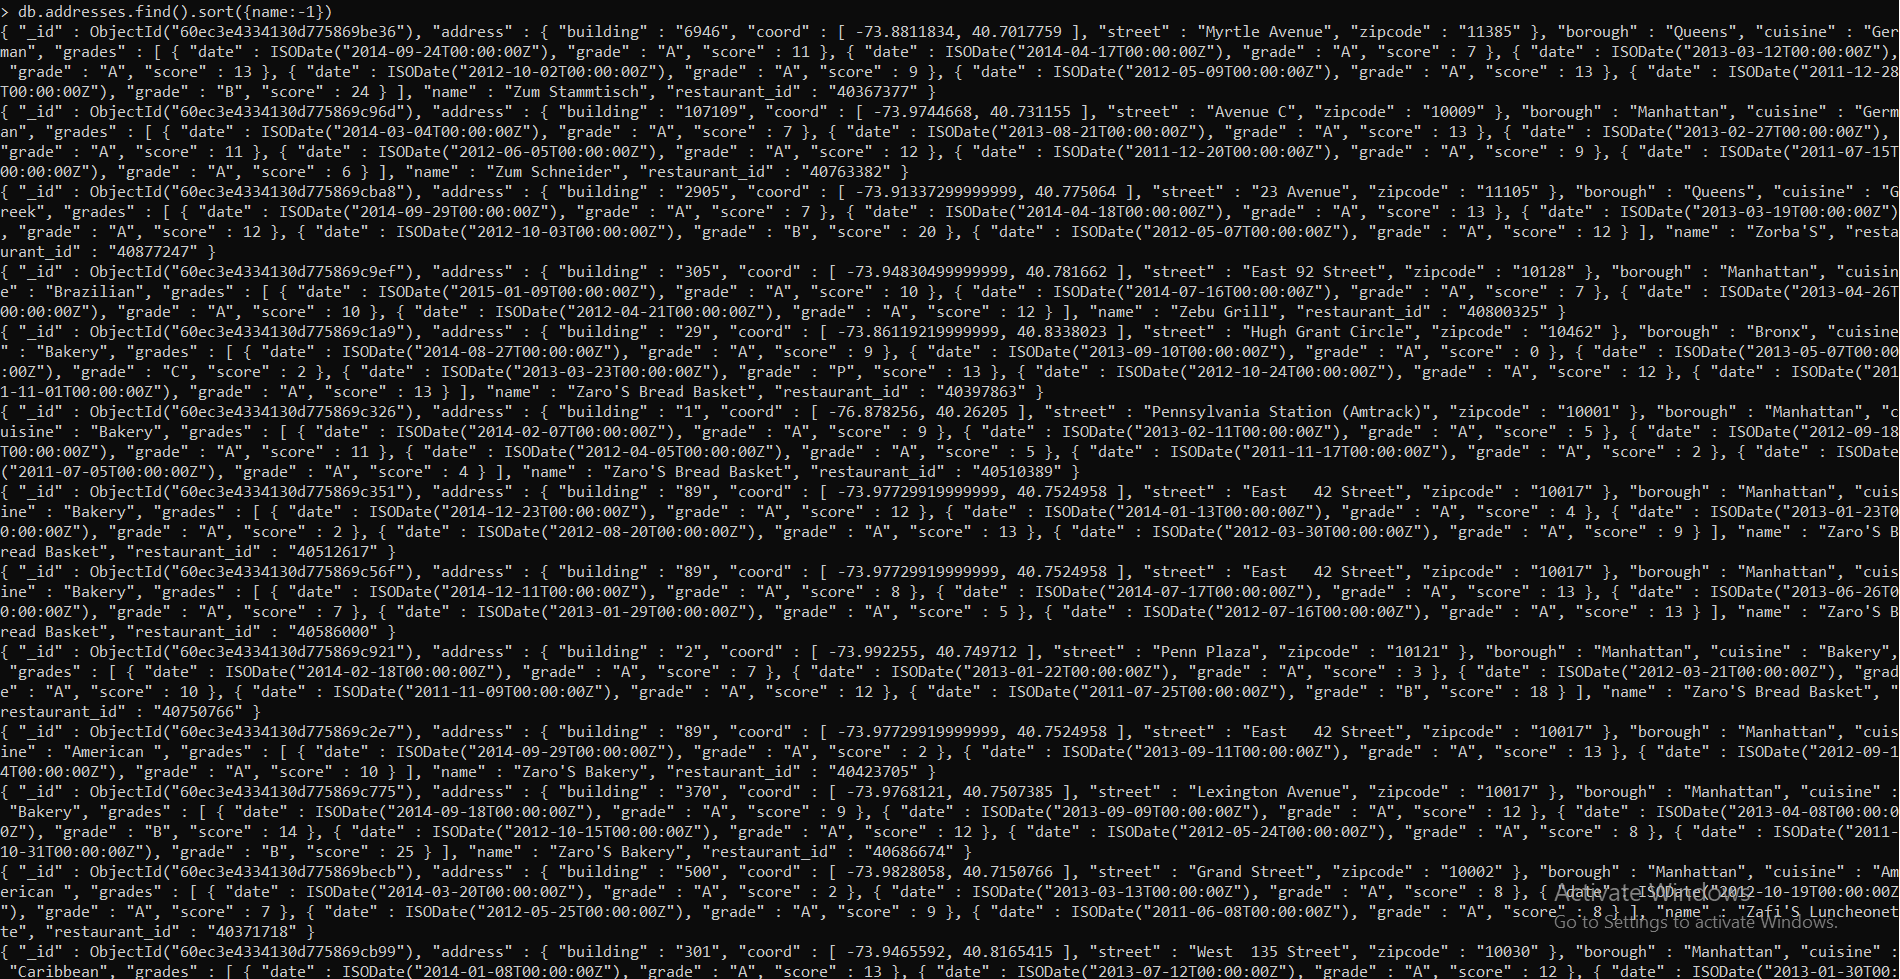 > db.addresses.find().sort({name:-1})
{ "_id" : ObjectId("60ec3e4334130d775869be36"), "address" : { "building" : "6946", "coord" : [ -73.8811834, 40.7017759 ], "street" : "Myrtle Avenue", "zipcode" : "11385" }, "borough" : "Queens", "cuisine" : "Ger
man", "grades" : [ { "date" : ISODate("2014-09-24T00:00:00Z"), "grade" : "A", "score" : 11 }, { "date" : ISODate("2014-04-17T00:00:00Z"), "grade" : "A", "score" : 7 }, { "date" : ISODate("2013-03-12T00:00:00Z"),
"grade" : "A", "score" : 13 }, { "date" : ISODate("2012-10-02T00:00:00Z"), "grade" : "A", "score" : 9 }, { "date" : ISODate("2012-05-09T00:00:00Z"), "grade" : "A", "score" : 13 }, { "date" : ISODate("2011-12-28
T00:00:00Z"), "grade" : "B", "score" : 24 } ], "name" : "Zum Stammtisch", "restaurant_id" : "40367377" }
{ "_id" : ObjectId("60ec3e4334130d775869c96d"), "address" : { "building" : "107109", "coord" : [ -73.9744668, 40.731155 ], "street" : "Avenue C", "zipcode" : "10009" }, "borough" : "Manhattan", "cuisine" : "Germ
an", "grades" : [ { "date" : ISODate("2014-03-04T00:00:00Z"), "grade" : "A", "score" : 7 }, { "date" : ISODate("2013-08-21T00:00:00Z"), "grade" : "A", "score" : 13 }, { "date" : ISODate("2013-02-27T00:00:00Z"),
"grade" : "A", "score" : 11 }, { "date" : ISODate("2012-06-05T00:00:00Z"), "grade" : "A", "score" : 12 }, { "date" : ISODate("2011-12-20T00:00:00Z"), "grade" : "A", "score" : 9 }, { "date" : ISODate("2011-07-15T
00:00:00Z"), "grade" : "A", "score" : 6 } ], "name" : "Zum Schneider", "restaurant_id" : "40763382" }
{ "_id" : ObjectId("60ec3e4334130d775869cba8"), "address" : { "building" : "2905", "coord" : [ -73.91337299999999, 40.775064 ], "street" : "23 Avenue", "zipcode" : "11105" }, "borough" : "Queens", "cuisine" : "G
reek", "grades" : [ { "date" : ISODate("2014-09-29T00:00:00Z"), "grade" : "A", "score" : 7 }, { "date" : ISODate("2014-04-18T00:00:00Z"), "grade" : "A", "score" : 13 }, { "date" : ISODate("2013-03-19T00:00:00Z")
, "grade" : "A", "score" : 12 }, { "date" : ISODate("2012-10-03T00:00:00Z"), "grade" : "B", "score" : 20 }, { "date" : ISODate("2012-05-07T00:00:00Z"), "grade" : "A", "score" : 12 } ], "name" : "Zorba'S", "resta
urant_id" : "40877247" }
{ "_id" : ObjectId("60ec3e4334130d775869c9ef"), "address" : { "building" : "305", "coord" : [ -73.94830499999999, 40.781662 ], "street" : "East 92 Street", "zipcode" : "10128" }, "borough" : "Manhattan", "cuisin
e" : "Brazilian", "grades" : [ { "date" : ISODate("2015-01-09T00:00:00Z"), "grade" : "A", "score" : 10 }, { "date" : ISODate("2014-07-16T00:00:00Z"), "grade" : "A", "score" : 7 }, { "date" : ISODate("2013-04-26T
00:00:00Z"), "grade" : "A", "score" : 10 }, { "date" : ISODate("2012-04-21T00:00:00Z"), "grade" : "A", "score" : 12 } ], "name" : "Zebu Grill", "restaurant_id" : "40800325" }
{ "_id" : ObjectId("60ec3e4334130d775869c1a9"), "address" : { "building" : "29", "coord" : [ -73.86119219999999, 40.8338023 ], "street" : "Hugh Grant Circle", "zipcode" : "10462" }, "borough" : "Bronx", "cuisine
" : "Bakery", "grades" : [ { "date" : ISODate("2014-08-27T00:00:00Z"), "grade" : "A", "score" : 9 }, { "date" : ISODate("2013-09-10T00:00:00Z"), "grade" : "A", "score" : 0 }, { "date" : ISODate("2013-05-07T00:00
:00Z"), "grade" : "C", "score" : 2 }, { "date" : ISODate("2013-03-23T00:00:00Z"), "grade" : "P", "score" : 13 }, { "date" : ISODate("2012-10-24T00:00:00Z"), "grade" : "A", "score" : 12 }, { "date" : ISODate("201
1-11-01T00:00:00Z"), "grade" : "A", "score" : 13 } ], "name" : "Zaro'S Bread Basket", "restaurant_id" : "40397863" }
{ "_id" : ObjectId("60ec3e4334130d775869c326"), "address" : { "building" : "1", "coord" : [ -76.878256, 40.26205 ], "street" : "Pennsylvania Station (Amtrack)", "zipcode" : "10001" }, "borough" : "Manhattan", "c
uisine" : "Bakery", "grades" : [ { "date" : ISODate("2014-02-07T00:00:00Z"), "grade" : "A", "score" : 9 }, { "date" : ISODate("2013-02-11T00:00:00Z"), "grade" : "A", "score" : 5 }, { "date" : ISODate("2012-09-18
T00:00:00Z"), "grade" : "A", "score" : 11 }, { "date" : ISODate("2012-04-05T00:00:00Z"), "grade" : "A", "score" : 5 }, { "date" : ISODate("2011-11-17T00:00:00Z"), "grade" : "A", "score" : 2 }, { "date" : ISODate
("2011-07-05T00:00:00Z"), "grade" : "A", "score" : 4 } ], "name" : "Zaro'S Bread Basket", "restaurant_id" : "40510389" }
{ "_id" : ObjectId("60ec3e4334130d775869c351"), "address" : { "building" : "89", "coord" : [ -73.97729919999999, 40.7524958 ], "street" : "East   42 Street", "zipcode" : "10017" }, "borough" : "Manhattan", "cuis
ine" : "Bakery", "grades" : [ { "date" : ISODate("2014-12-23T00:00:00Z"), "grade" : "A", "score" : 12 }, { "date" : ISODate("2014-01-13T00:00:00Z"), "grade" : "A", "score" : 4 }, { "date" : ISODate("2013-01-23T0
0:00:00Z"), "grade" : "A", "score" : 2 }, { "date" : ISODate("2012-08-20T00:00:00Z"), "grade" : "A", "score" : 13 }, { "date" : ISODate("2012-03-30T00:00:00Z"), "grade" : "A", "score" : 9 } ], "name" : "Zaro'S B
read Basket", "restaurant_id" : "40512617" }
{ "_id" : ObjectId("60ec3e4334130d775869c56f"), "address" : { "building" : "89", "coord" : [ -73.97729919999999, 40.7524958 ], "street" : "East   42 Street", "zipcode" : "10017" }, "borough" : "Manhattan", "cuis
ine" : "Bakery", "grades" : [ { "date" : ISODate("2014-12-11T00:00:00Z"), "grade" : "A", "score" : 8 }, { "date" : ISODate("2014-07-17T00:00:00Z"), "grade" : "A", "score" : 13 }, { "date" : ISODate("2013-06-26T0
0:00:00Z"), "grade" : "A", "score" : 7 }, { "date" : ISODate("2013-01-29T00:00:00Z"), "grade" : "A", "score" : 5 }, { "date" : ISODate("2012-07-16T00:00:00Z"), "grade" : "A", "score" : 13 } ], "name" : "Zaro'S B
read Basket", "restaurant_id" : "40586000" }
{ "_id" : ObjectId("60ec3e4334130d775869c921"), "address" : { "building" : "2", "coord" : [ -73.992255, 40.749712 ], "street" : "Penn Plaza", "zipcode" : "10121" }, "borough" : "Manhattan", "cuisine" : "Bakery",
"grades" : [ { "date" : ISODate("2014-02-18T00:00:00Z"), "grade" : "A", "score" : 7 }, { "date" : ISODate("2013-01-22T00:00:00Z"), "grade" : "A", "score" : 3 }, { "date" : ISODate("2012-03-21T00:00:00Z"), "grad
e" : "A", "score" : 10 }, { "date" : ISODate("2011-11-09T00:00:00Z"), "grade" : "A", "score" : 12 }, { "date" : ISODate("2011-07-25T00:00:00Z"), "grade" : "B", "score" : 18 } ], "name" : "Zaro'S Bread Basket", "
restaurant_id" : "40750766" }
{ "_id" : ObjectId("60ec3e4334130d775869c2e7"), "address" : { "building" : "89", "coord" : [ -73.97729919999999, 40.7524958 ], "street" : "East   42 Street", "zipcode" : "10017" }, "borough" : "Manhattan", "cuis
ine" : "American ", "grades" : [ { "date" : ISODate("2014-09-29T00:00:00Z"), "grade" : "A", "score" : 2 }, { "date" : ISODate("2013-09-11T00:00:00Z"), "grade" : "A", "score" : 13 }, { "date" : ISODate("2012-09-1
4T00:00:00Z"), "grade" : "A", "score" : 10 } ], "name" : "Zaro'S Bakery", "restaurant_id" : "40423705" }
{ "_id" : ObjectId("60ec3e4334130d775869c775"), "address" : { "building" : "370", "coord" : [ -73.9768121, 40.7507385 ], "street" : "Lexington Avenue", "zipcode" : "10017" }, "borough" : "Manhattan", "cuisine" :
"Bakery", "grades" : [ { "date" : ISODate("2014-09-18T00:00:00Z"), "grade" : "A", "score" : 9 }, { "date" : ISODate("2013-09-09T00:00:00Z"), "grade" : "A", "score" : 12 }, { "date" : ISODate("2013-04-08T00:00:0
0Z"), "grade" : "B", "score" : 14 }, { "date" : ISODate("2012-10-15T00:00:00Z"), "grade" : "A", "score" : 12 }, { "date" : ISODate("2012-05-24T00:00:00Z"), "grade" : "A", "score" : 8 }, { "date" : ISODate("2011-
10-31T00:00:00Z"), "grade" : "B", "score" : 25 } ], "name" : "Zaro'S Bakery", "restaurant_id" : "40686674" }
{ "_id" : ObjectId("60ec3e4334130d775869becb"), "address" : { "building" : "500", "coord" : [ -73.9828058, 40.7150766 ], "street" : "Grand Street", "zipcode" : "10002" }, "borough" : "Manhattan", "cuisine" : "Am
erican ", "grades" : [ { "date" : ISODate("2014-03-20T00:00:00Z"), "grade" : "A", "score" : 2 }, { "date" : ISODate("2013-03-13T00:00:00Z"), "grade" : "A", "score" : 8 }, { "date" : ISODate("2012-10-19T00:00:00Z
"), "grade" : "A", "score" : 7 }, { "date" : ISODate("2012-05-25T00:00:00Z"), "grade" : "A", "score" : 9 }, { "date" : ISODate("2011-06-08T00:00:00Z"), "grade" : "A", "score" : 8 } ], "name" : "Zafi'S Luncheonet
te", "restaurant_id" : "40371718" }
{ "_id" : ObjectId("60ec3e4334130d775869cb99"), "address" : { "building" : "301", "coord" : [ -73.9465592, 40.8165415 ], "street" : "West  135 Street", "zipcode" : "10030" }, "borough" : "Manhattan", "cuisine" :
"Caribbean", "grades" : [ { "date" : ISODate("2014-01-08T00:00:00Z"), "grade" : "A", "score" : 13 }, { "date" : ISODate("2013-07-12T00:00:00Z"), "grade" : "A", "score" : 12 }, { "date" : ISODate("2013-01-30T00:0
Activate Windows
Go to Settings to activate Windows.